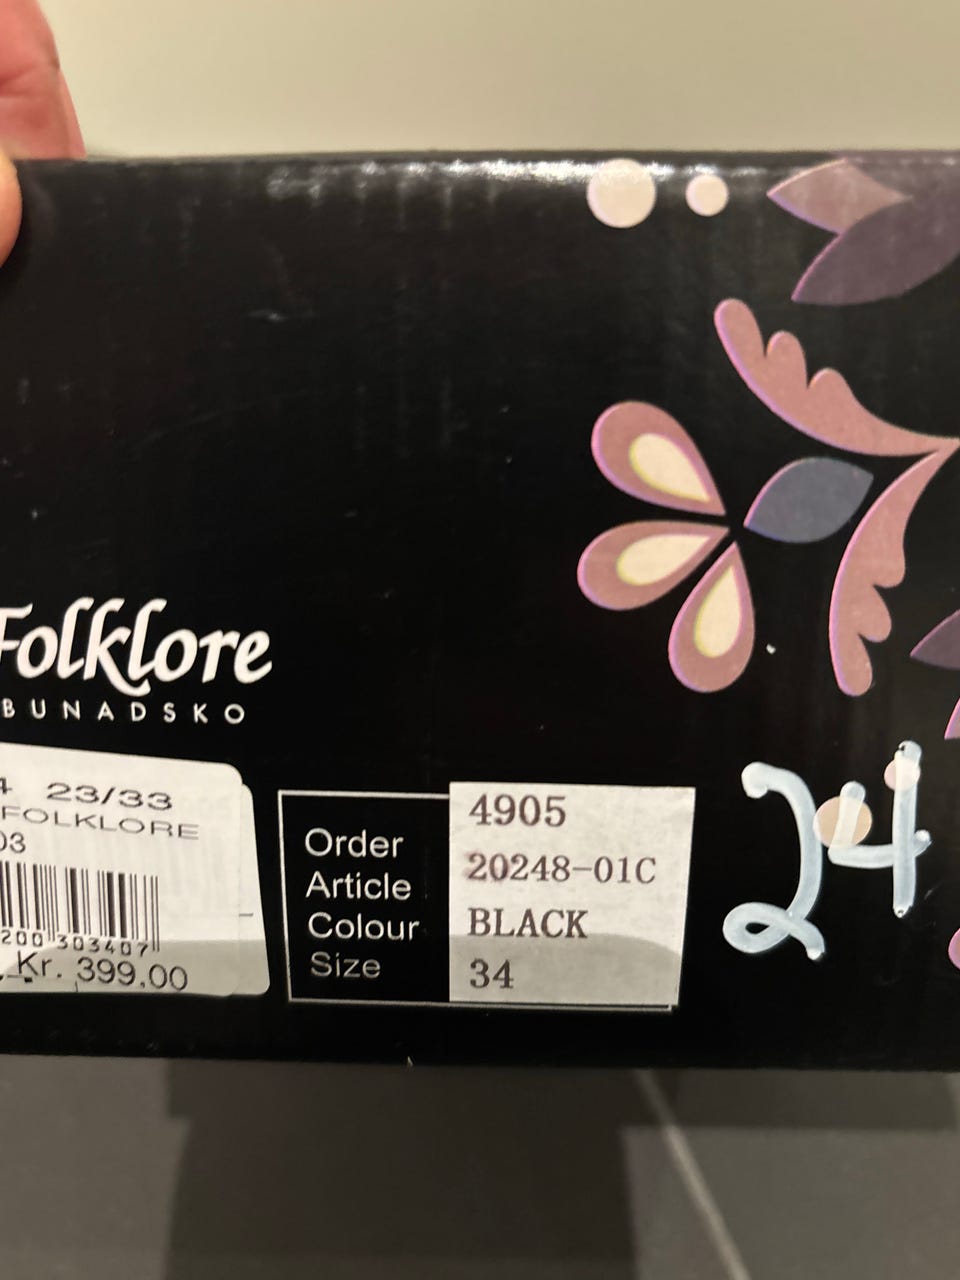 Folklore
BUNADSKO
4 23/33
FOLKLORE
03
200 303407
Kr. 399.00
Order 4905
Article 20248-01C
Colour BLACK
Size 34
24